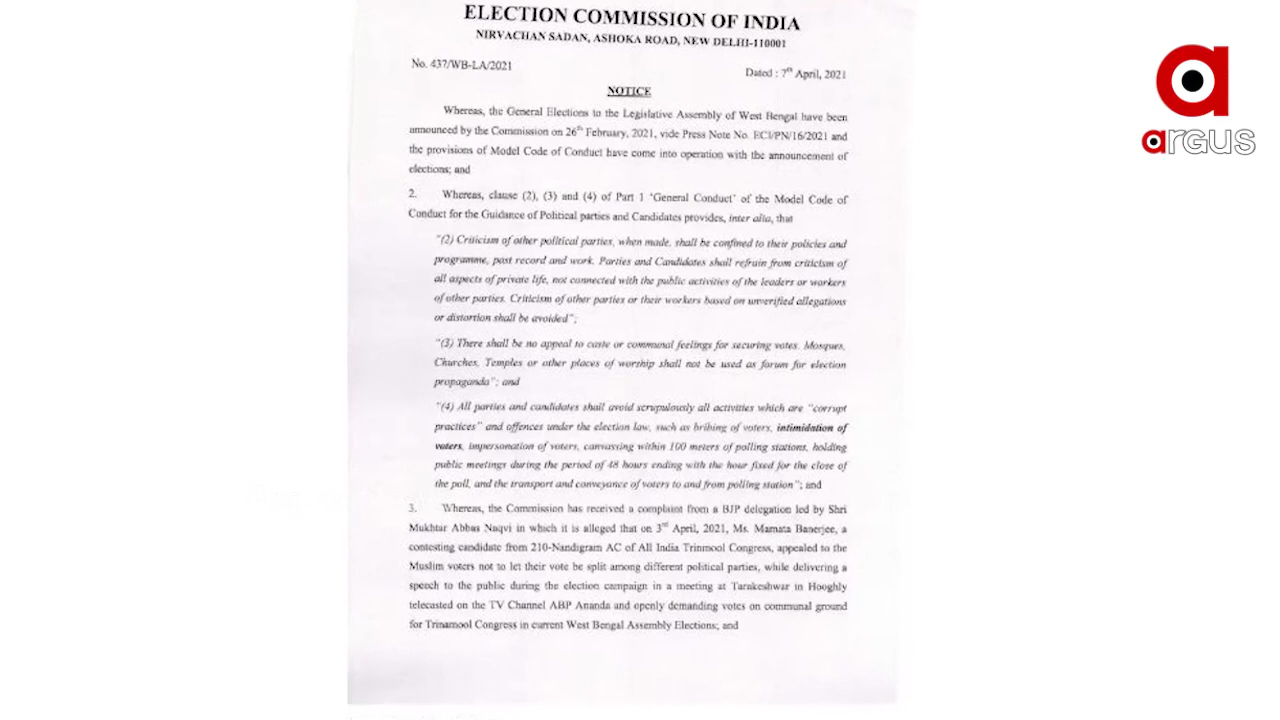 ELECTION COMMISSION OF INDIA
NIRVACHAN SADAN, ASHOKA ROAD, NEW DELHI-110001
No. 437/WB-LA/2021
Dated : 7th April, 2021
argus
NOTICE
Whereas, the General Elections to the Legislative Assembly of West Bengal have been
announced by the Commission on 26th February, 2021, vide Press Note No. ECI/PN/16/2021 and
the provisions of Model Code of Conduct have come into operation with the announcement of
elections; and
2. Whereas, clause (2), (3) and (4) of Part 1 'General Conduct' of the Model Code of
Conduct for the Guidance of Political parties and Candidates provides, inter alia, that
"(2) Criticism of other political parties, when made, shall be confined to their policies and
programme, past record and work. Parties and Candidates shall refrain from criticism of
all aspects of private life, not connected with the public activities of the leaders or workers
of other parties. Criticism of other parties or their workers based on unverified allegations
or distortion shall be avoided";
"(3) There shall be no appeal to caste or communal feelings for securing votes. Mosques,
Churches, Temples or other places of worship shall not be used as forum for election
propaganda"; and
"(4) All parties and candidates shall avoid scrupulously all activities which are "corrupt
practices" and offences under the election law, such as bribing of voters, intimidation of
voters, impersonation of voters, canvassing within 100 meters of polling stations, holding
public meetings during the period of 48 hours ending with the hour fixed for the close of
the poll, and the transport and conveyance of voters to and from polling station"; and
3. Whereas, the Commission has received a complaint from a BJP delegation led by Shri
Mukhtar Abbas Naqvi in which it is alleged that on 3rd April, 2021, Ms. Mamata Banerjee, a
contesting candidate from 210-Nandigram AC of All India Trinmool Congress, appealed to the
Muslim voters not to let their vote be split among different political parties, while delivering a
speech to the public during the election campaign in a meeting at Tarakeshwar in Hooghly
telecasted on the TV Channel ABP Ananda and openly demanding votes on communal ground
for Trinamool Congress in current West Bengal Assembly Elections; and